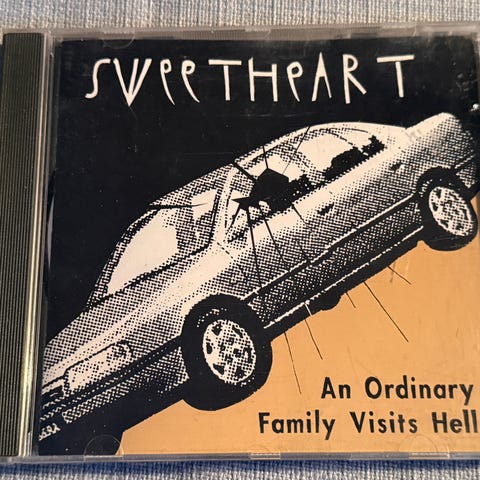 SWEETHEART
An Ordinary
Family Visits Hell